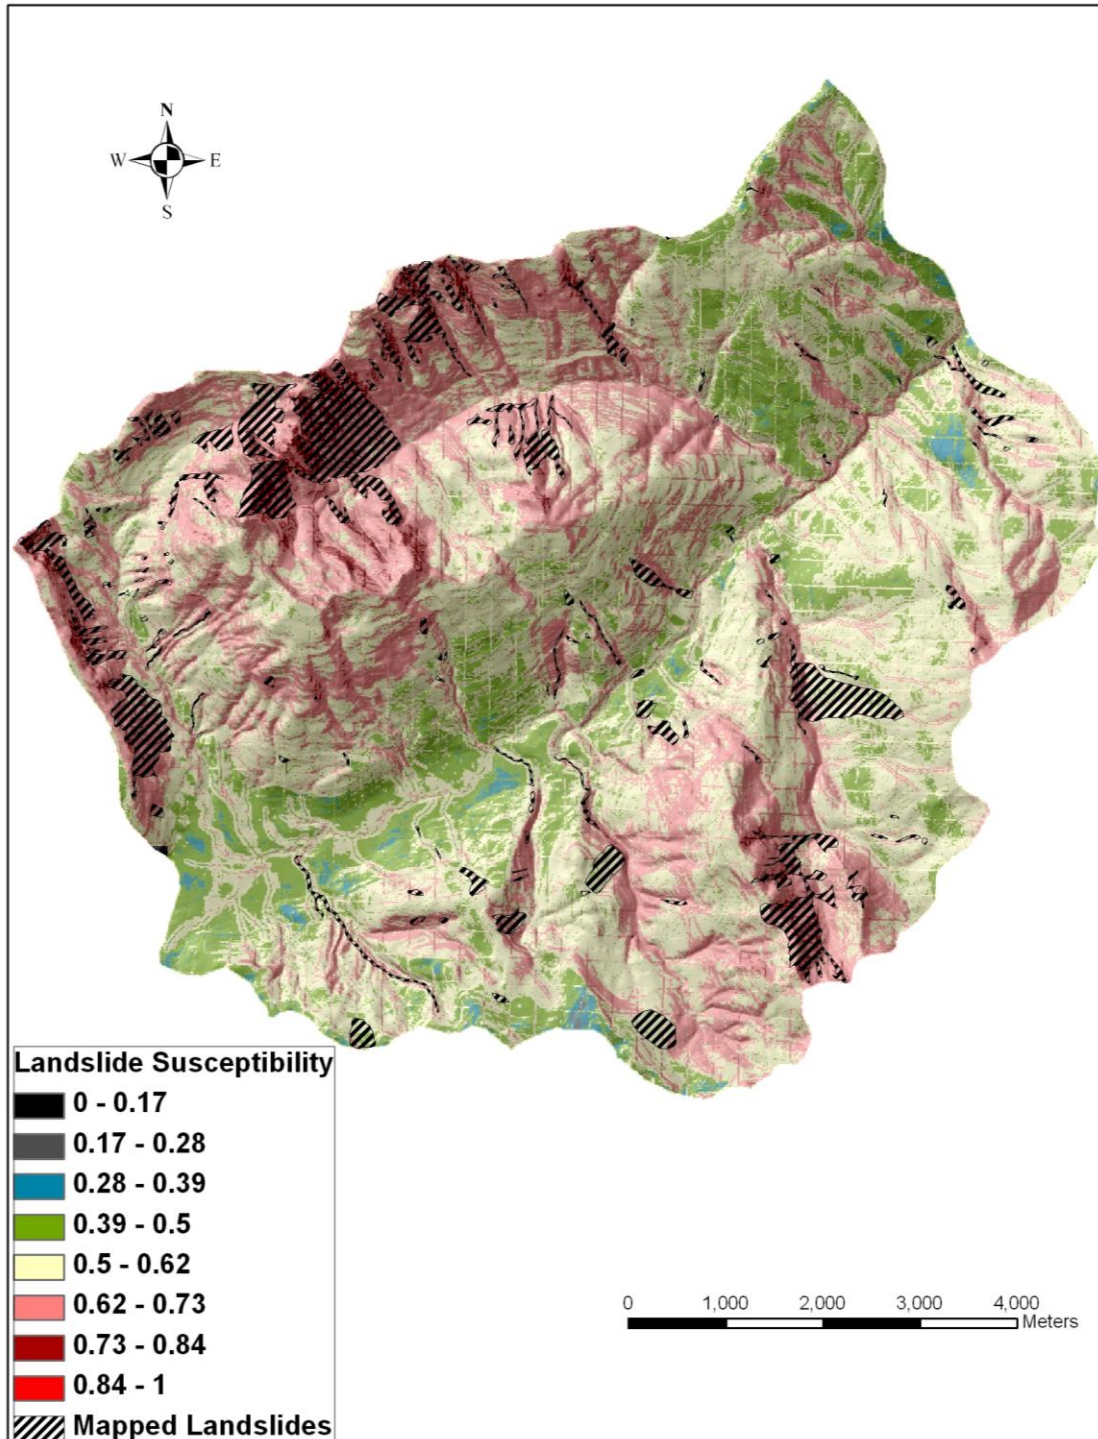 N
W E
S
Landslide Susceptibility
0 - 0.17
0.17 - 0.28
0.28 - 0.39
0.39 - 0.5
0.5 - 0.62
0.62 - 0.73
0.73 - 0.84
0.84 - 1
Mapped Landslides
0 1,000 2,000 3,000 4,000
Meters